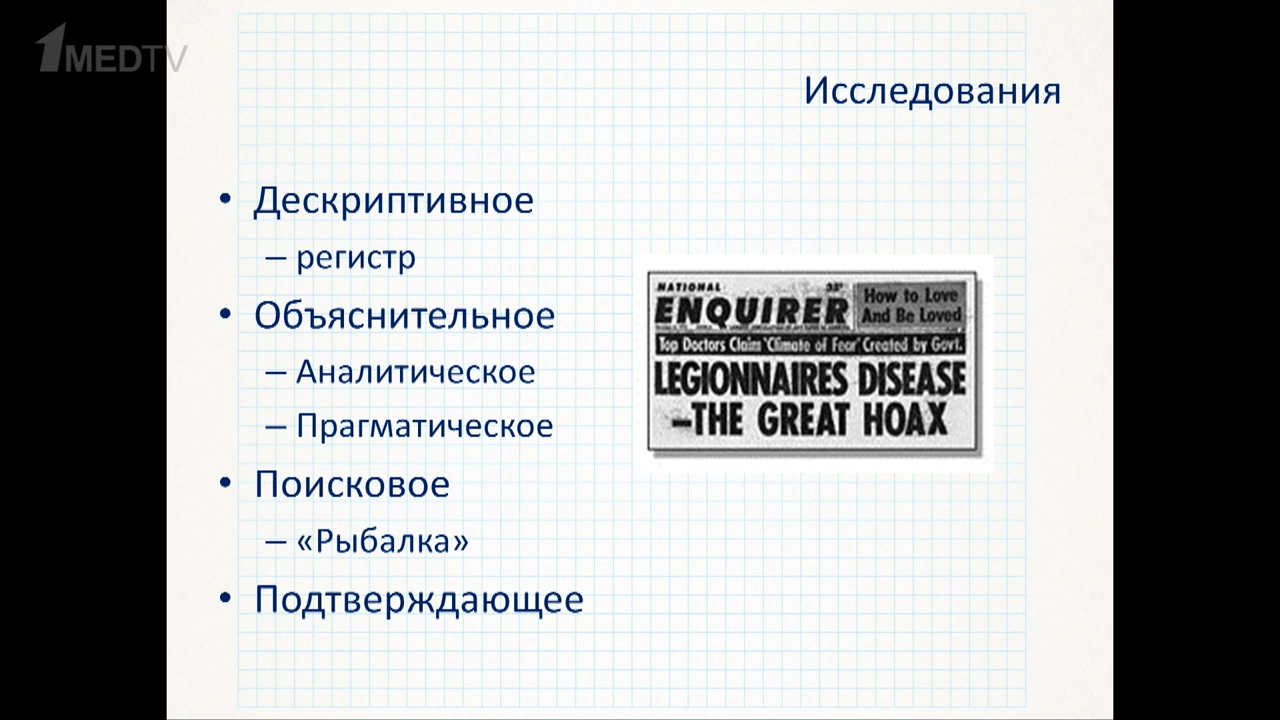 1MEDTV
Исследования
• Дескриптивное
– регистр
• Объяснительное
– Аналитическое
– Прагматическое
• Поисковое
– «Рыбалка»
• Подтверждающее
NATIONAL
ENQUIRER
How to Love
And Be Loved
Top Doctors Claim 'Climate of Fear' Created by Govt.
LEGIONNAIRES DISEASE
–THE GREAT HOAX